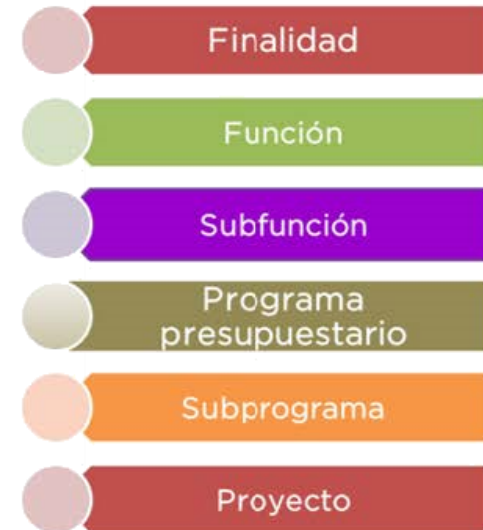 Finalidad
Función
Subfunción
Programa
presupuestario
Subprograma
Proyecto